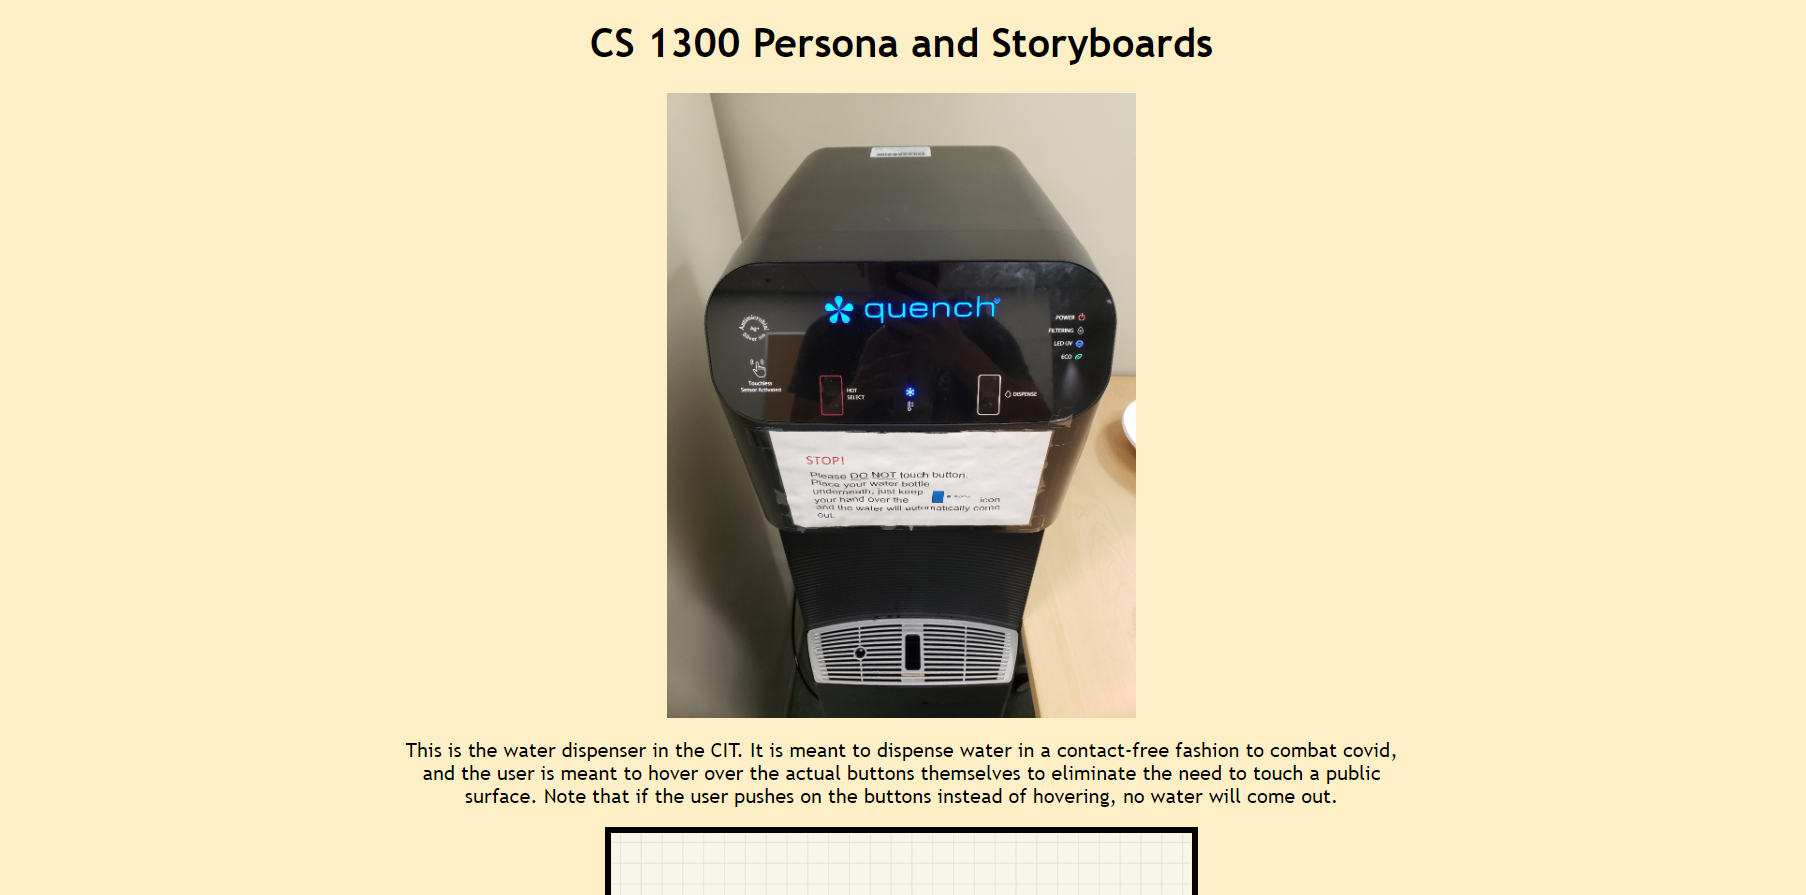 CS 1300 Persona and Storyboards
quench
Antimicrobial
Touchless
Sensor Activated
POWER
FILTERING
LED UV
ECO
HOT
SELECT
DISPENSE
STOP!
Please DO NOT touch button.
Place your water bottle
underneath, just keep
your hand over the icon
and the water will automatically come
out.
This is the water dispenser in the CIT. It is meant to dispense water in a contact-free fashion to combat covid,
and the user is meant to hover over the actual buttons themselves to eliminate the need to touch a public
surface. Note that if the user pushes on the buttons instead of hovering, no water will come out.